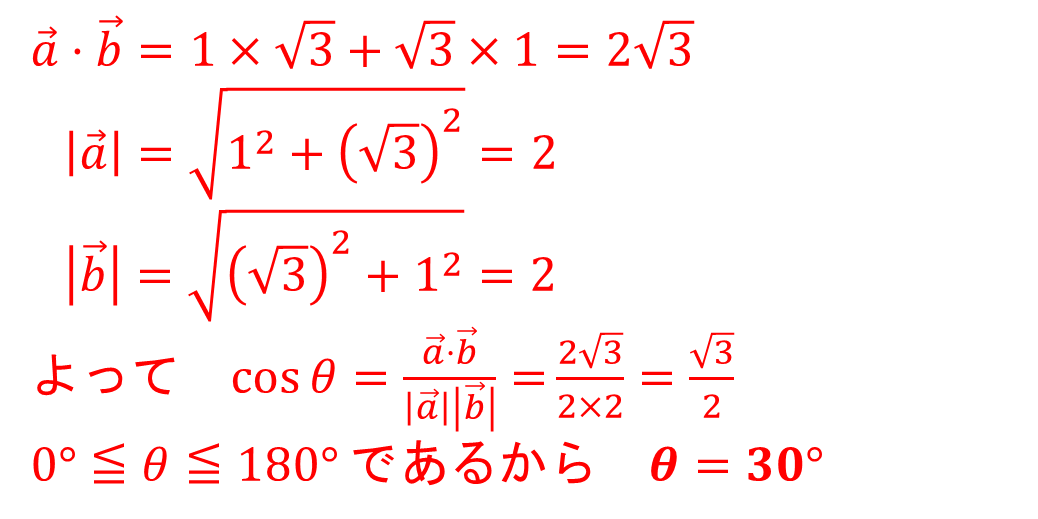 a⃗ · b⃗ = 1 × √3 + √3 × 1 = 2√3
|a⃗| = √(1² + (√3)²) = 2
|b⃗| = √((√3)² + 1²) = 2
よって cos θ = (a⃗·b⃗)/(|a⃗||b⃗|) = (2√3)/(2×2) = √3/2
0° ≦ θ ≦ 180° であるから θ = 30°